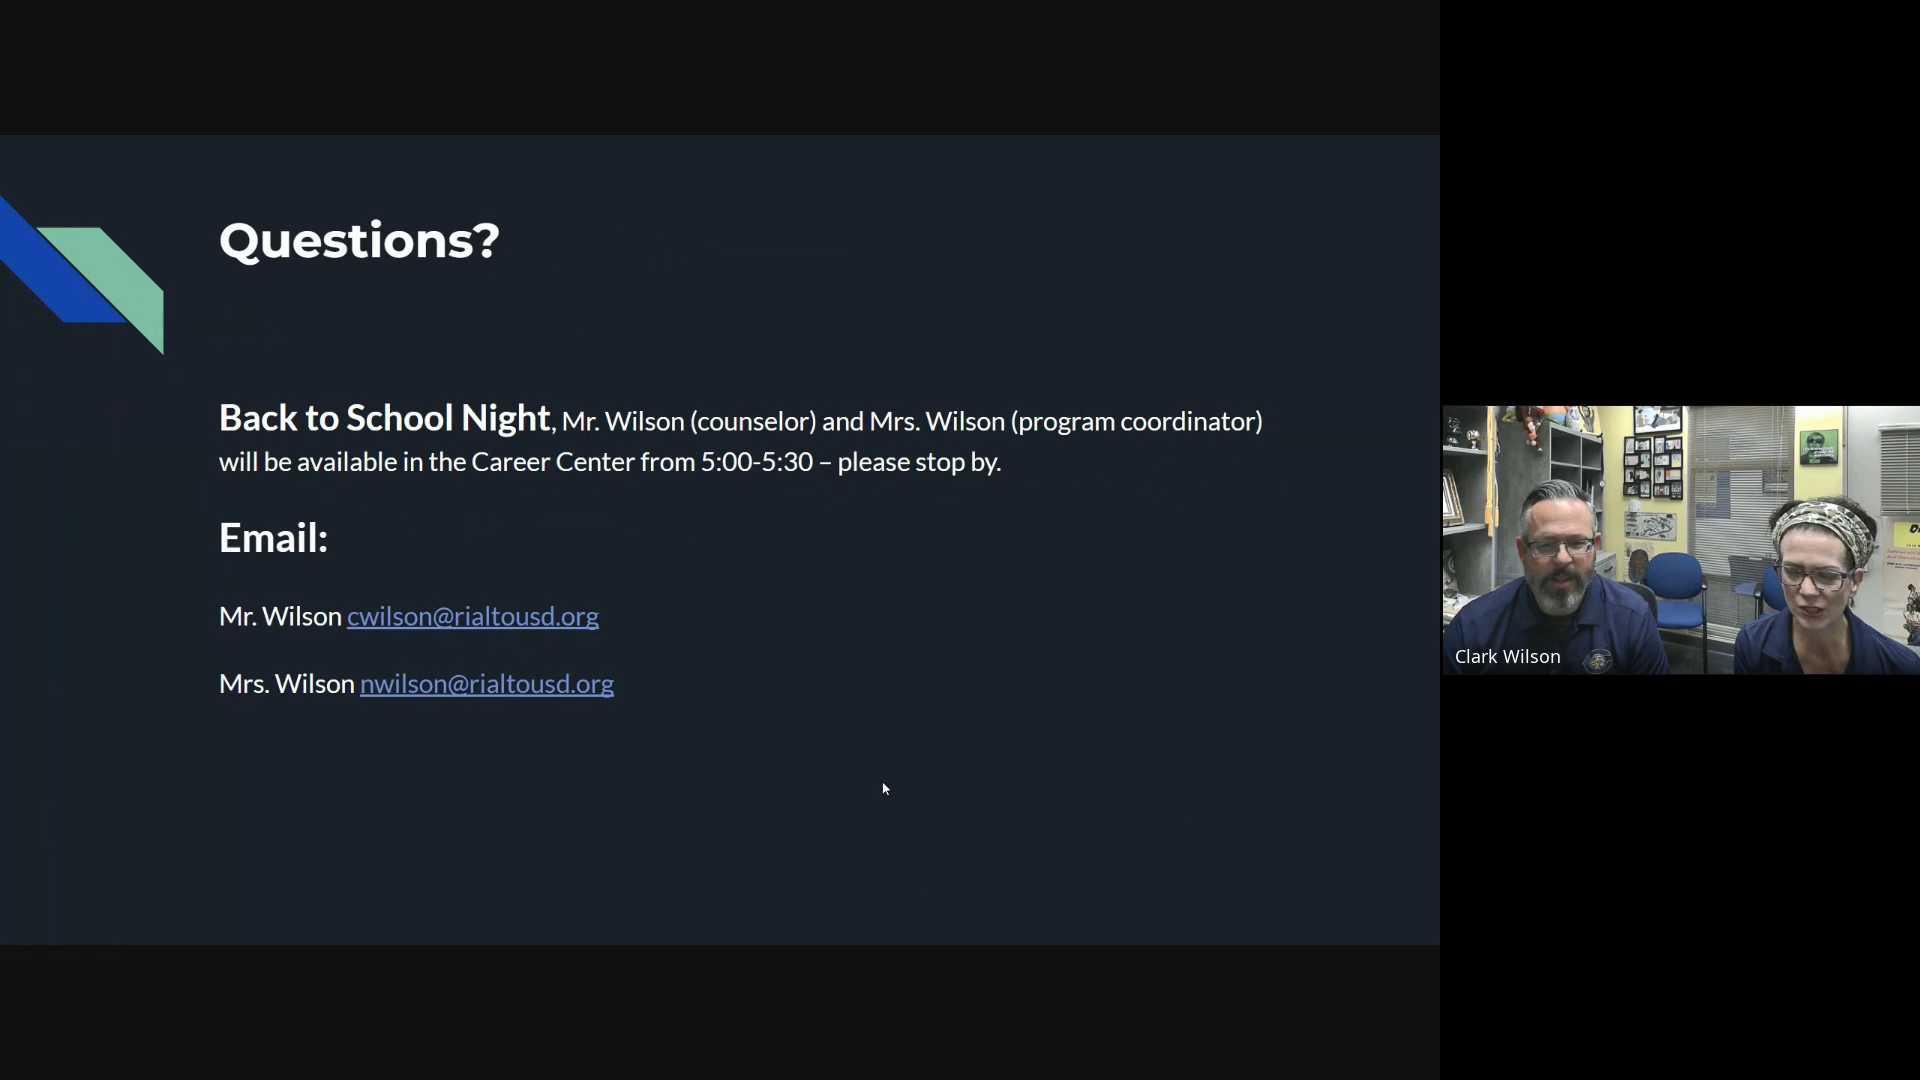 Questions?
Back to School Night, Mr. Wilson (counselor) and Mrs. Wilson (program coordinator)
will be available in the Career Center from 5:00-5:30 – please stop by.
Email:
Mr. Wilson cwilson@rialtousd.org
Mrs. Wilson nwilson@rialtousd.org
Clark Wilson